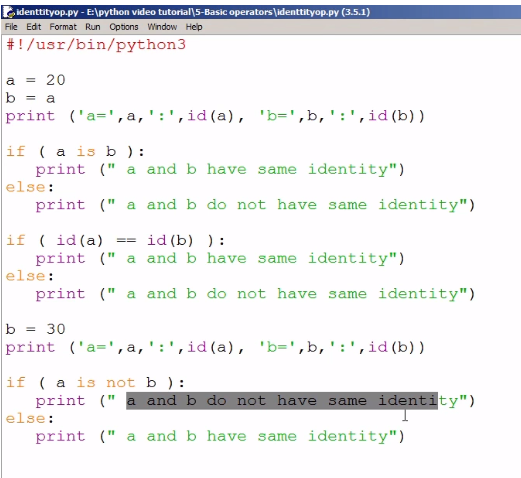 identtityop.py - E:\python video tutorial\5-Basic operators\identtityop.py (3.5.1)
File Edit Format Run Options Window Help
#!/usr/bin/python3
a = 20
b = a
print ('a=',a,':',id(a), 'b=',b,':',id(b))
if ( a is b ):
    print (" a and b have same identity")
else:
    print (" a and b do not have same identity")
if ( id(a) == id(b) ):
    print (" a and b have same identity")
else:
    print (" a and b do not have same identity")
b = 30
print ('a=',a,':',id(a), 'b=',b,':',id(b))
if ( a is not b ):
    print (" a and b do not have same identity")
else:
    print (" a and b have same identity")